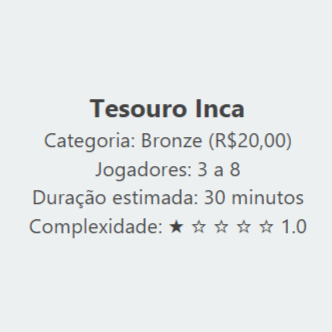 Tesouro Inca
Categoria: Bronze (R$20,00)
Jogadores: 3 a 8
Duração estimada: 30 minutos
Complexidade: ★ ☆ ☆ ☆ ☆ 1.0